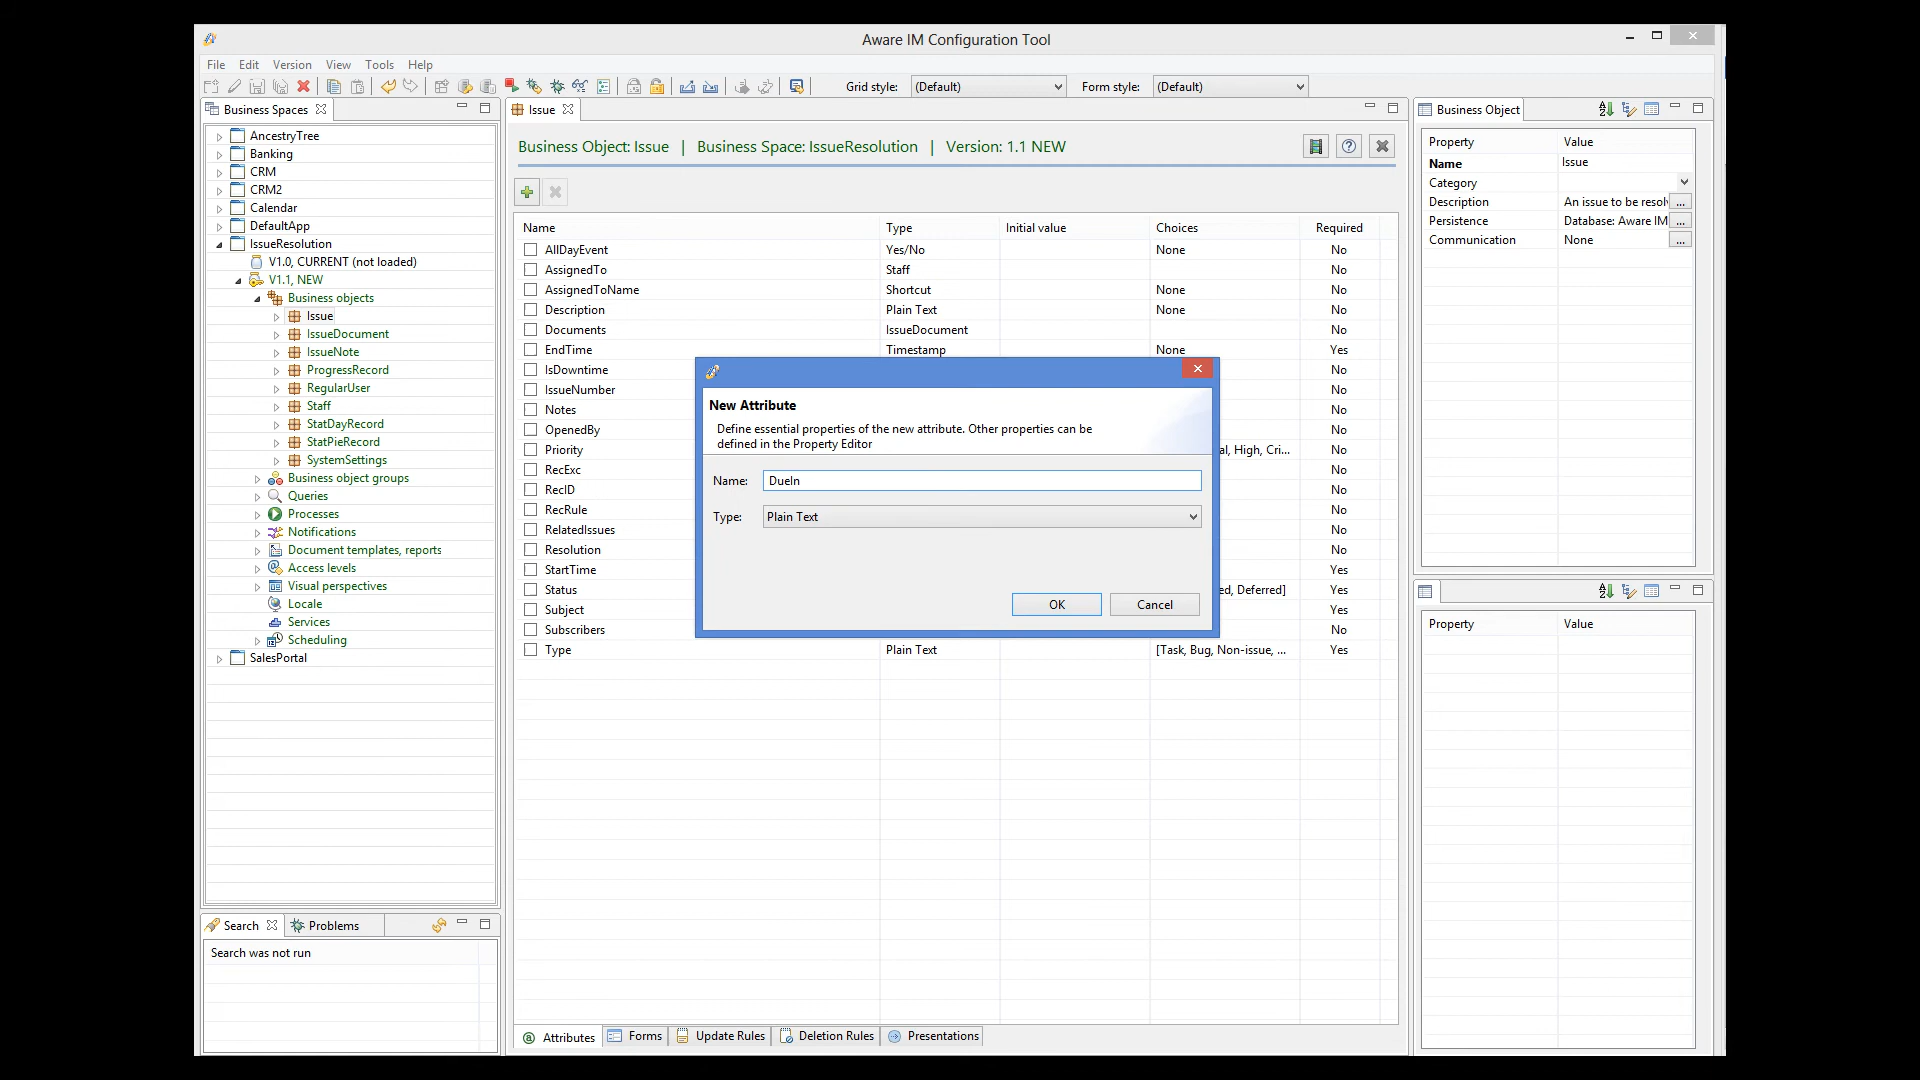 Aware IM Configuration Tool
File Edit Version View Tools Help
Grid style: (Default) Form style: (Default)
Business Spaces
AncestryTree
Banking
CRM
CRM2
Calendar
DefaultApp
IssueResolution
V1.0, CURRENT (not loaded)
V1.1, NEW
Business objects
Issue
IssueDocument
IssueNote
ProgressRecord
RegularUser
Staff
StatDayRecord
StatPieRecord
SystemSettings
Business object groups
Queries
Processes
Notifications
Document templates, reports
Access levels
Visual perspectives
Locale
Services
Scheduling
SalesPortal
Search Problems
Search was not run
Issue
Business Object: Issue | Business Space: IssueResolution | Version: 1.1 NEW
Name Type Initial value Choices Required
AllDayEvent Yes/No None No
AssignedTo Staff No
AssignedToName Shortcut None No
Description Plain Text None No
Documents IssueDocument No
EndTime Timestamp None Yes
IsDowntime No
IssueNumber No
Notes No
OpenedBy No
Priority al, High, Cri... No
RecExc No
RecID No
RecRule No
RelatedIssues No
Resolution No
StartTime Yes
Status ed, Deferred] Yes
Subject Yes
Subscribers No
Type Plain Text [Task, Bug, Non-issue, ... Yes
New Attribute
Define essential properties of the new attribute. Other properties can be
defined in the Property Editor
Name: DueIn
Type: Plain Text
OK Cancel
Attributes Forms Update Rules Deletion Rules Presentations
Business Object
Property Value
Name Issue
Category
Description An issue to be resol ...
Persistence Database: Aware IM ...
Communication None ...
Property Value